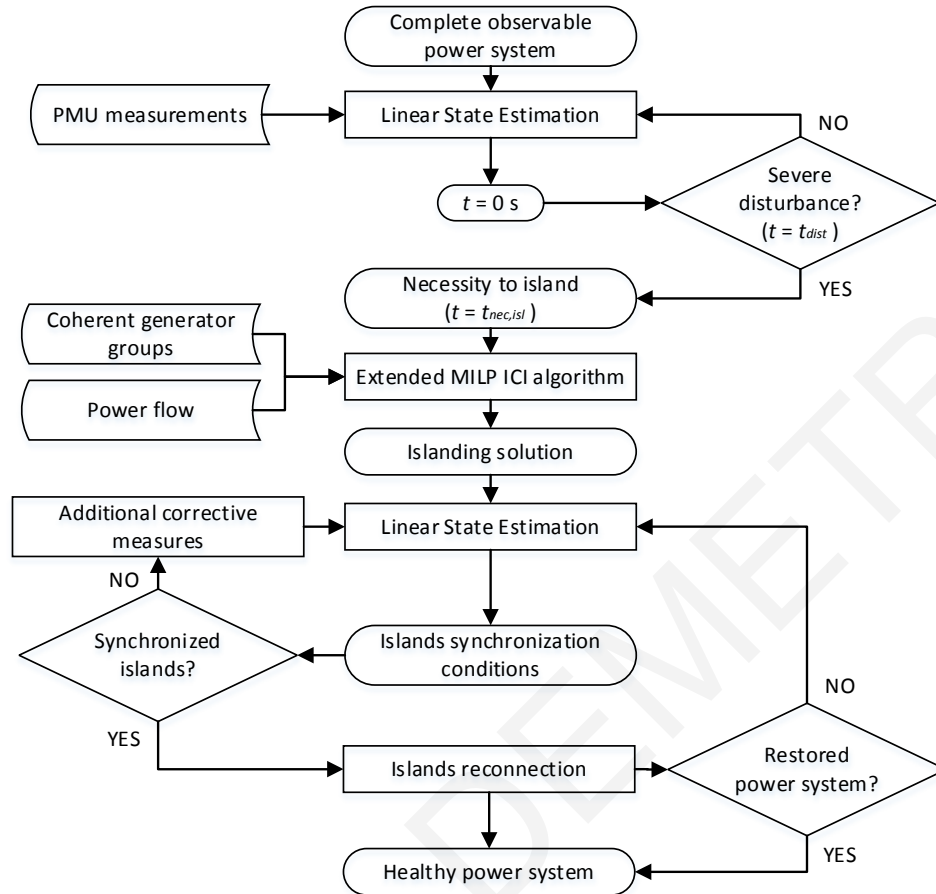 Complete observable
power system
PMU measurements
Linear State Estimation
NO
Severe
disturbance?
(t = tdist )
t = 0 s
YES
Necessity to island
(t = tnec,isl )
Coherent generator
groups
Extended MILP ICI algorithm
Power flow
Islanding solution
Additional corrective
measures
Linear State Estimation
NO
Synchronized
islands?
Islands synchronization
conditions
NO
YES
Islands reconnection
Restored
power system?
YES
Healthy power system